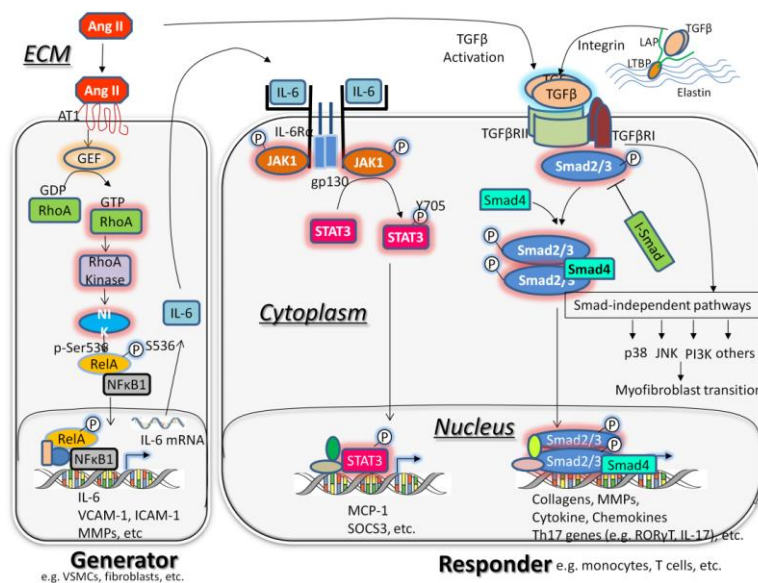 Ang II
ECM
Ang II
AT1
GEF
GDP
RhoA
GTP
RhoA
RhoA
Kinase
NI
K
p-Ser538
S536
P
RelA
NFκB1
IL-6
IL-6 mRNA
RelA
P
NFκB1
IL-6
VCAM-1, ICAM-1
MMPs, etc
Generator
e.g. VSMCs, fibroblasts, etc.
IL-6
IL-6
IL-6Rα
P
JAK1
JAK1
P
gp130
STAT3
Y705
P
STAT3
Cytoplasm
Nucleus
P
STAT3
MCP-1
SOCS3, etc.
TGFβ
Activation
Integrin
LAP
TGFβ
LTBP
Elastin
TGFβ
TGFβRII
TGFβRI
P
Smad2/3
Smad4
I-Smad
P
Smad2/3
P
Smad2/3
Smad4
Smad-independent pathways
p38 JNK PI3K others
Myofibroblast transition
P
Smad2/3
P
Smad2/3
Smad4
Collagens, MMPs,
Cytokine, Chemokines
Th17 genes (e.g. RORγT, IL-17), etc.
Responder e.g. monocytes, T cells, etc.